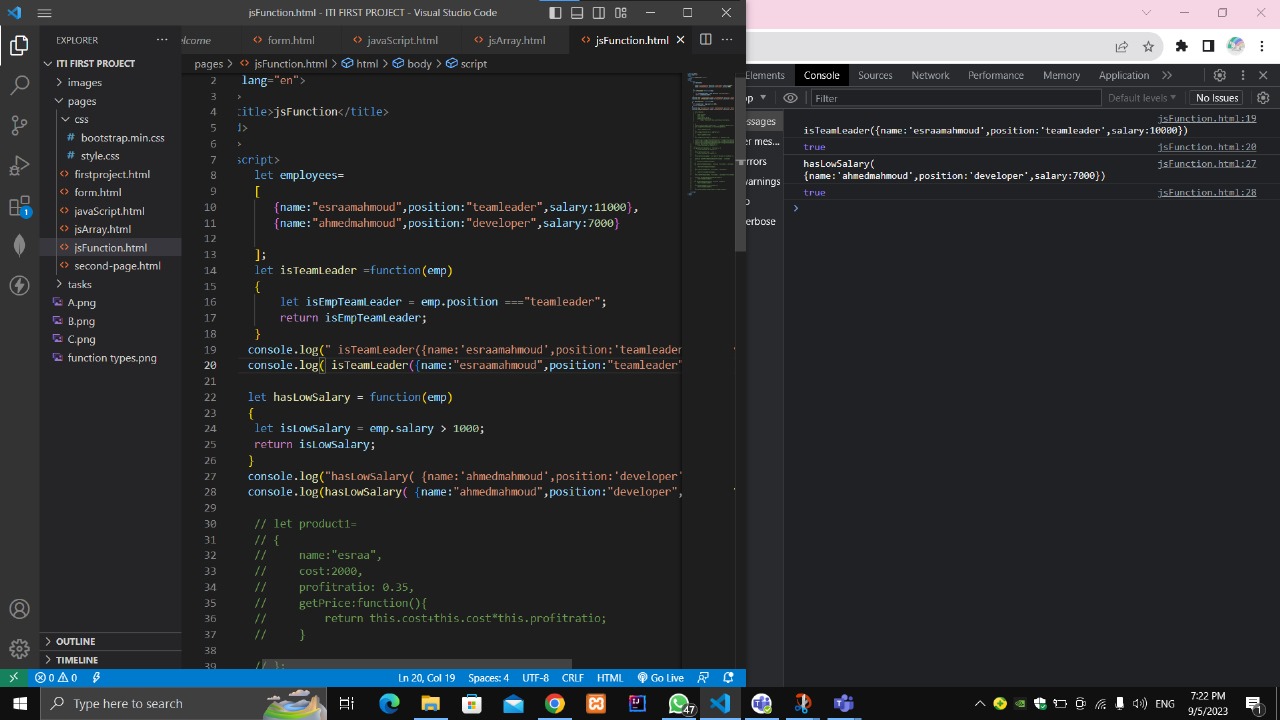 jsFunction.html - ITI FIRST PROJECT - Visual Studio Code
EXPLORER
ITI FIRST PROJECT
images
pages
css
bootstrap.min.css
style.css
first-project.html
form.html
javaScript.html
jsArray.html
jsFunction.html
second-page.html
tasks
A.png
B.png
C.png
function types.png
OUTLINE
TIMELINE
elcome
form.html
javaScript.html
jsArray.html
jsFunction.html
pages > jsFunction.html > html > body > script
2 lang="en">
3 >
4 title>js Function</title>
5 d>
6 >
7 script>
8 let employees=
9 [
10 {name:"esraamahmoud",position:"teamleader",salary:11000},
11 {name:"ahmedmahmoud",position:"developer",salary:7000}
12
13 ];
14 let isTeamLeader =function(emp)
15 {
16 let isEmpTeamLeader = emp.position ==="teamleader";
17 return isEmpTeamLeader;
18 }
19 console.log(" isTeamLeader({name:'esraamahmoud',position:'teamleader
20 console.log( isTeamLeader({name:"esraamahmoud",position:"teamleader"
21
22 let hasLowSalary = function(emp)
23 {
24 let isLowSalary = emp.salary > 1000;
25 return isLowSalary;
26 }
27 console.log("hasLowSalary( {name:'ahmedmahmoud',position:'developer'
28 console.log(hasLowSalary( {name:"ahmedmahmoud",position:"developer",
29
30 // let product1=
31 // {
32 // name:"esraa",
33 // cost:2000,
34 // profitratio: 0.35,
35 // getPrice:function(){
36 // return this.cost+this.cost*this.profitratio;
37 // }
38
39 // };
0 0
Ln 20, Col 19
Spaces: 4
UTF-8
CRLF
HTML
Go Live
1
Elements
Console
Sources
Network
Performance
Memory
Application
op
Filter
No Issues
ssages
er mes...
rrors
warnings
o
erbose
jsFunction.html:19
isTeamLeader({name:'esraamahmoud',position:'teamleader',salary:10000})
true jsFunction.html:20
hasLowSalary( jsFunction.html:27
{name:'ahmedmahmoud',position:'developer',salary:7000})
true jsFunction.html:28
Type here to search
47
ENG
7:22 PM
9/5/2023
1